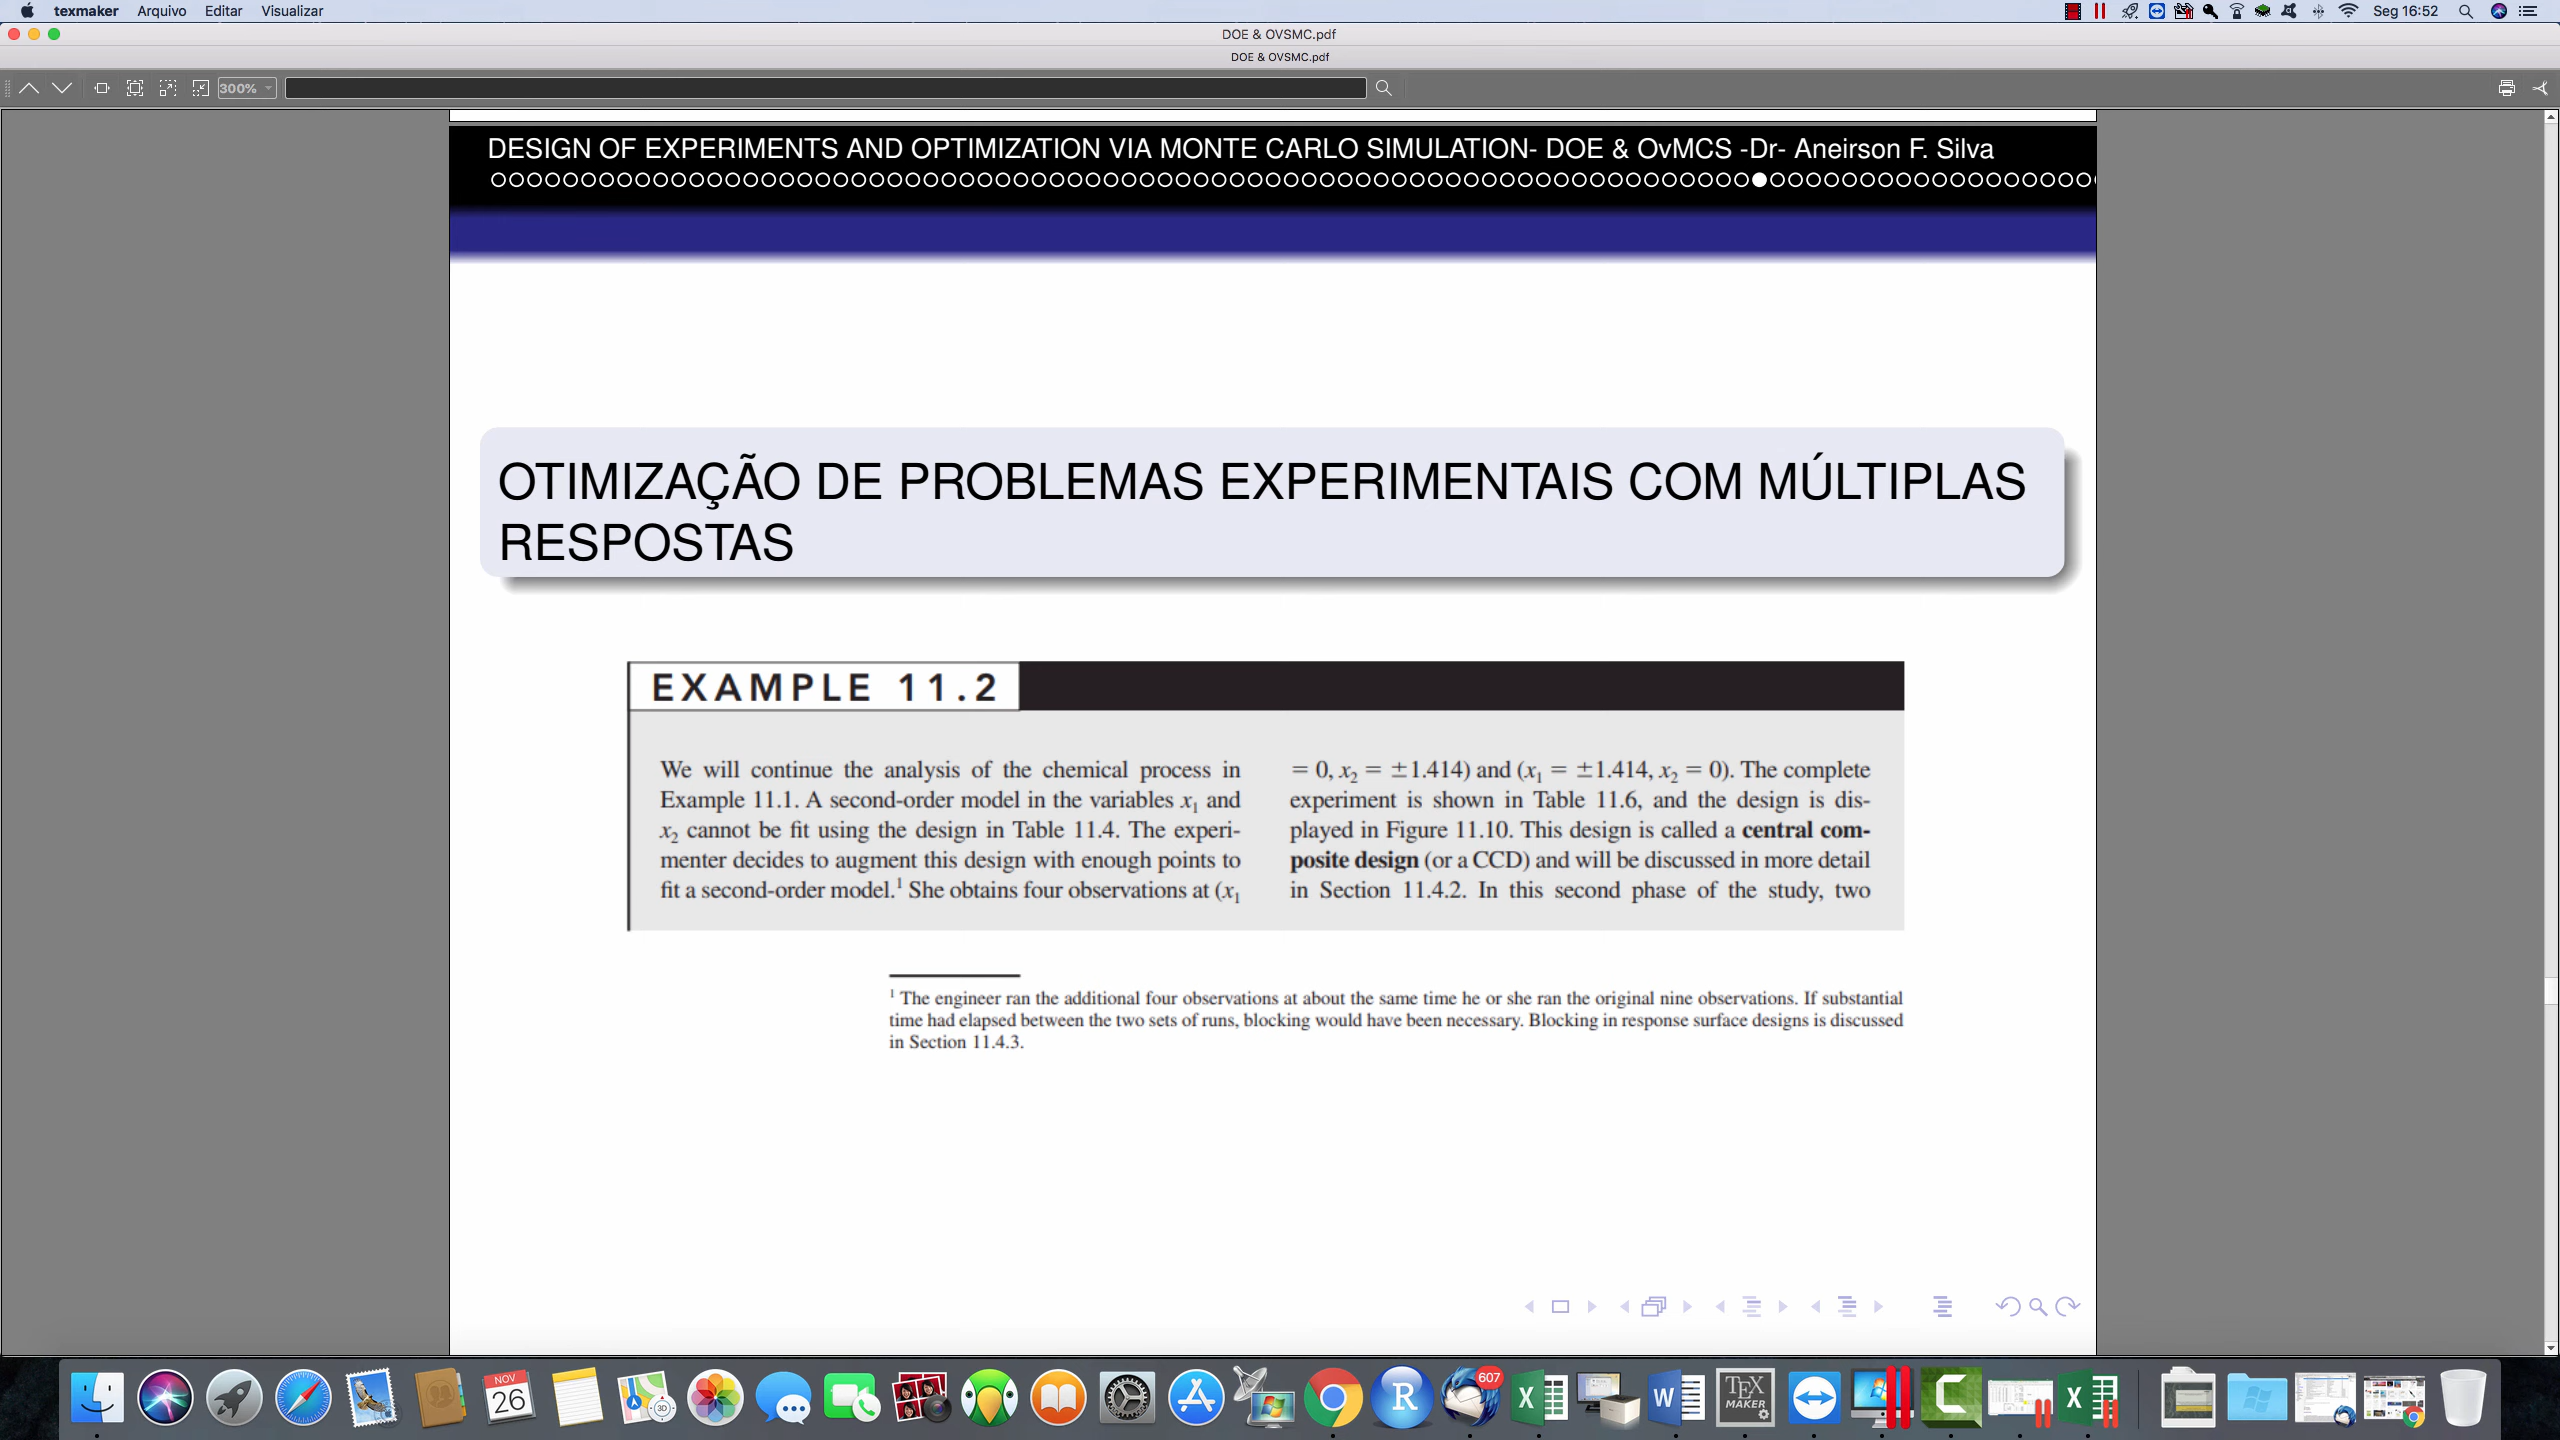 texmaker Arquivo Editar Visualizar Seg 16:52
DOE & OVSMC.pdf
DOE & OVSMC.pdf
300%
DESIGN OF EXPERIMENTS AND OPTIMIZATION VIA MONTE CARLO SIMULATION- DOE & OvMCS -Dr- Aneirson F. Silva
OTIMIZAÇÃO DE PROBLEMAS EXPERIMENTAIS COM MÚLTIPLAS
RESPOSTAS
EXAMPLE 11.2
We will continue the analysis of the chemical process in
Example 11.1. A second-order model in the variables x₁ and
x₂ cannot be fit using the design in Table 11.4. The experi-
menter decides to augment this design with enough points to
fit a second-order model.¹ She obtains four observations at (x₁
= 0, x₂ = ±1.414) and (x₁ = ±1.414, x₂ = 0). The complete
experiment is shown in Table 11.6, and the design is dis-
played in Figure 11.10. This design is called a central com-
posite design (or a CCD) and will be discussed in more detail
in Section 11.4.2. In this second phase of the study, two
¹ The engineer ran the additional four observations at about the same time he or she ran the original nine observations. If substantial
time had elapsed between the two sets of runs, blocking would have been necessary. Blocking in response surface designs is discussed
in Section 11.4.3.
NOV
26
3D
R
607
X
W
TEX
MAKER
C
X